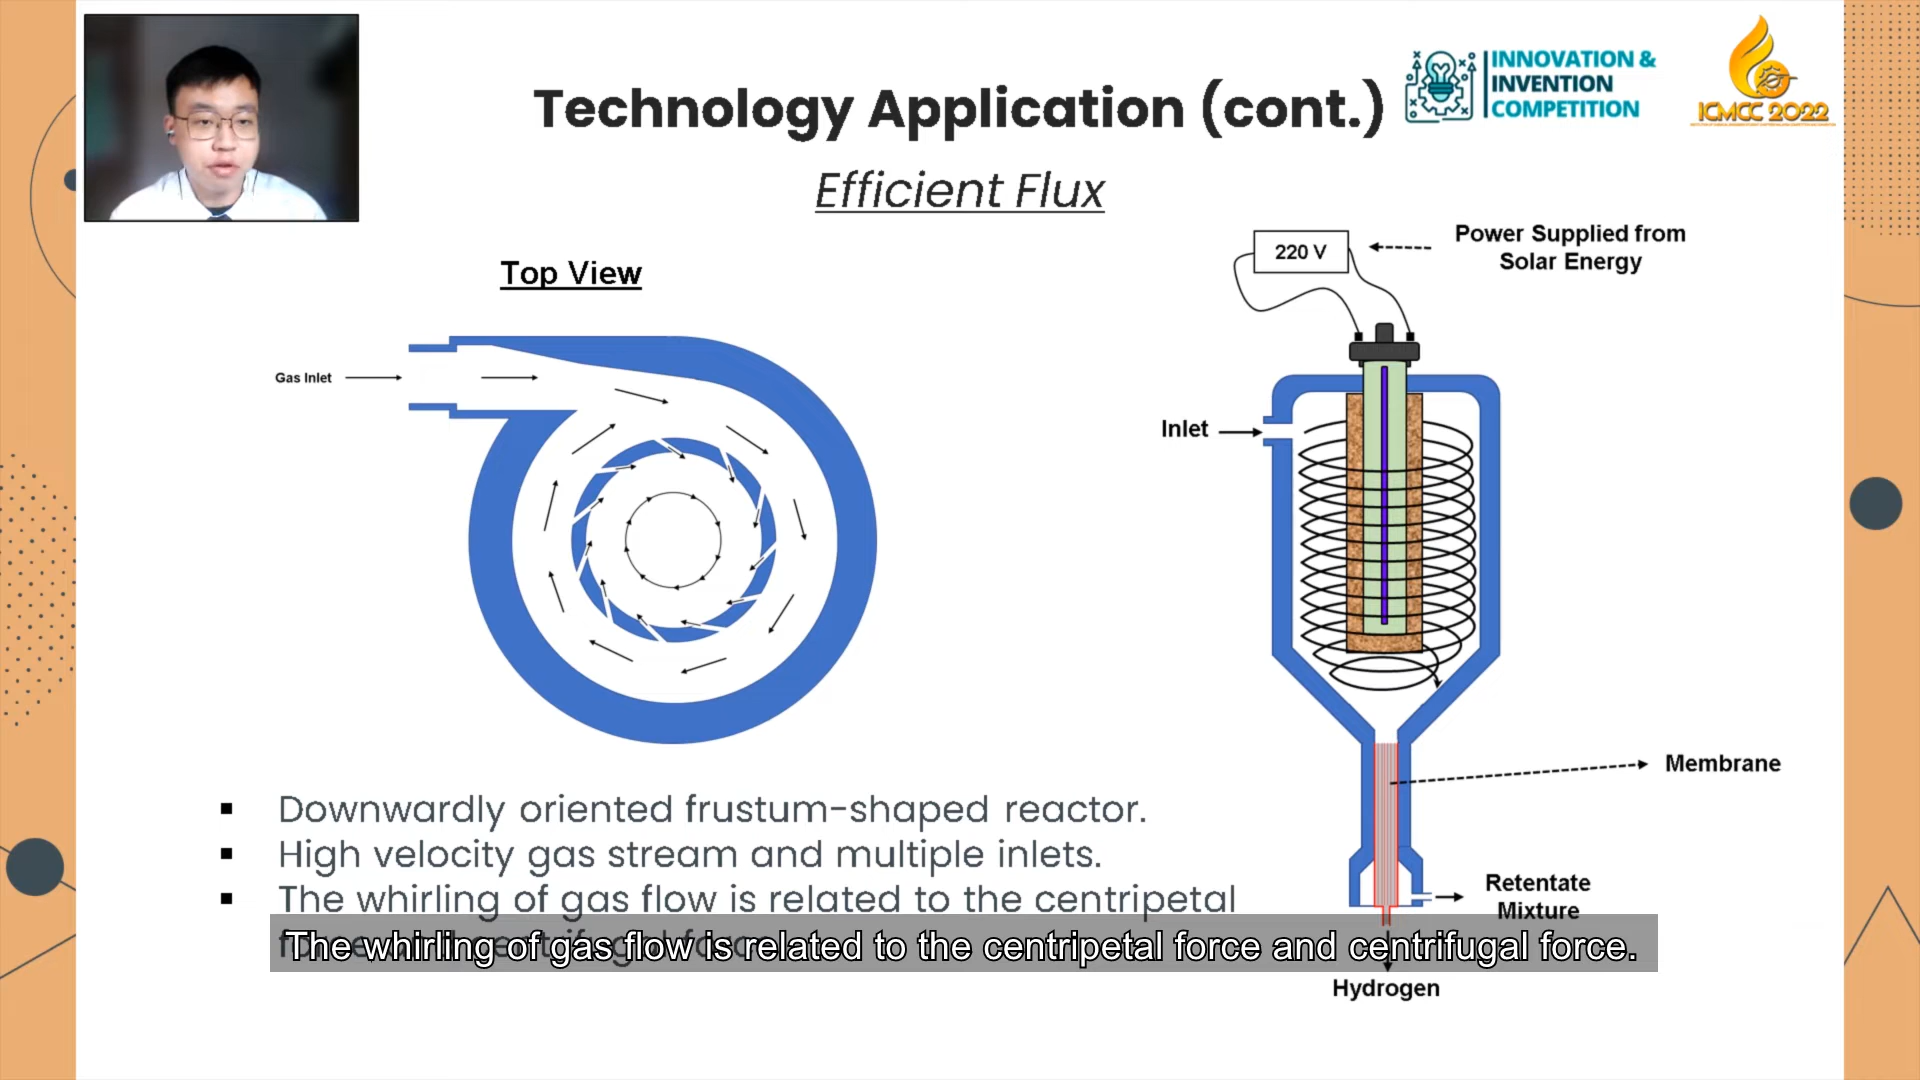 Technology Application (cont.)
INNOVATION &
INVENTION
COMPETITION
ICMCC 2022
Efficient Flux
Top View
Gas Inlet
220 V
Power Supplied from
Solar Energy
Inlet
Membrane
Retentate
Mixture
Hydrogen
▪ Downwardly oriented frustum-shaped reactor.
▪ High velocity gas stream and multiple inlets.
▪ The whirling of gas flow is related to the centripetal
The whirling of gas flow is related to the centripetal force and centrifugal force.